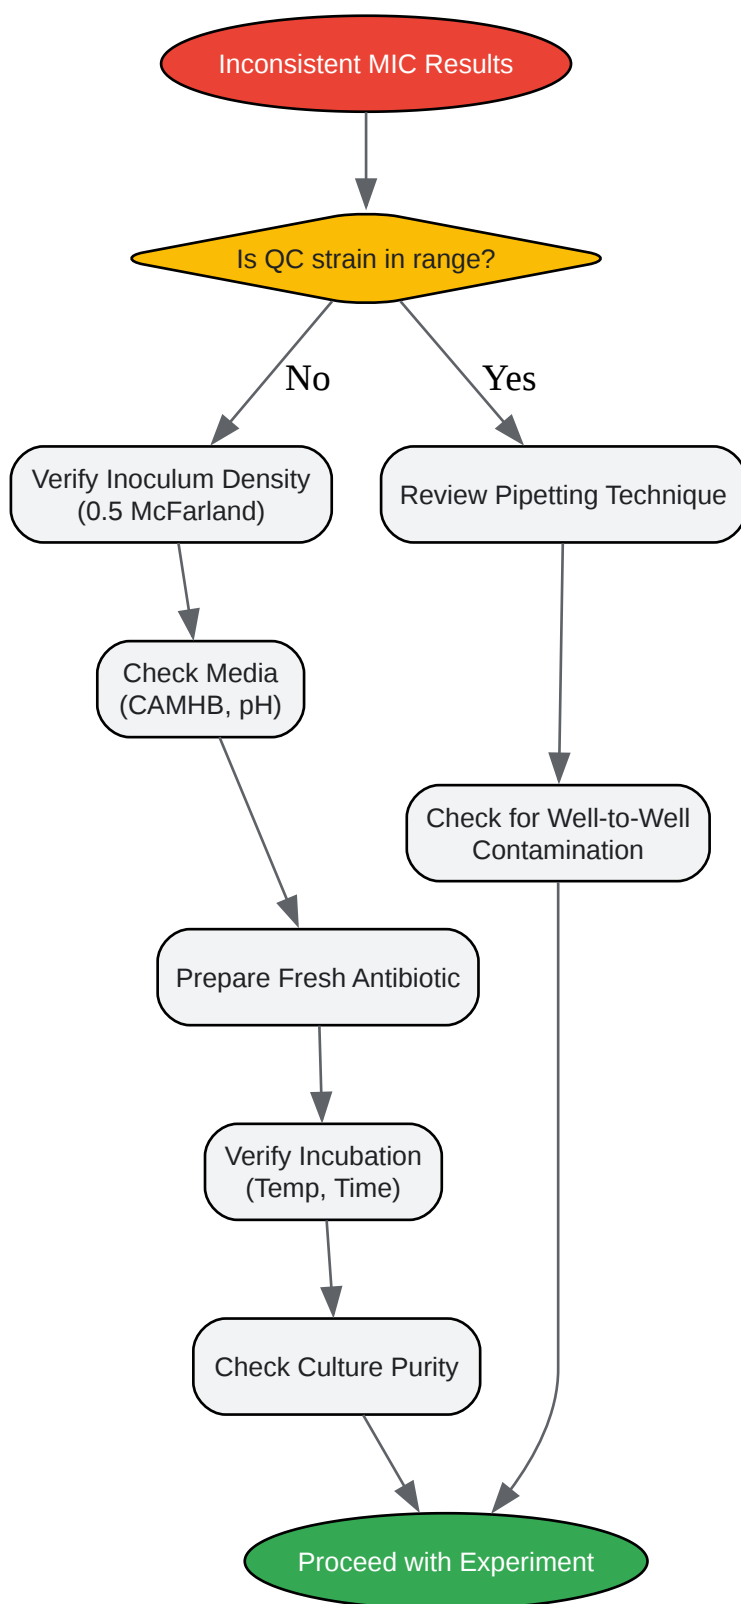 Inconsistent MIC Results
Is QC strain in range?
No
Yes
Verify Inoculum Density
(0.5 McFarland)
Review Pipetting Technique
Check Media
(CAMHB, pH)
Check for Well-to-Well
Contamination
Prepare Fresh Antibiotic
Verify Incubation
(Temp, Time)
Check Culture Purity
Proceed with Experiment